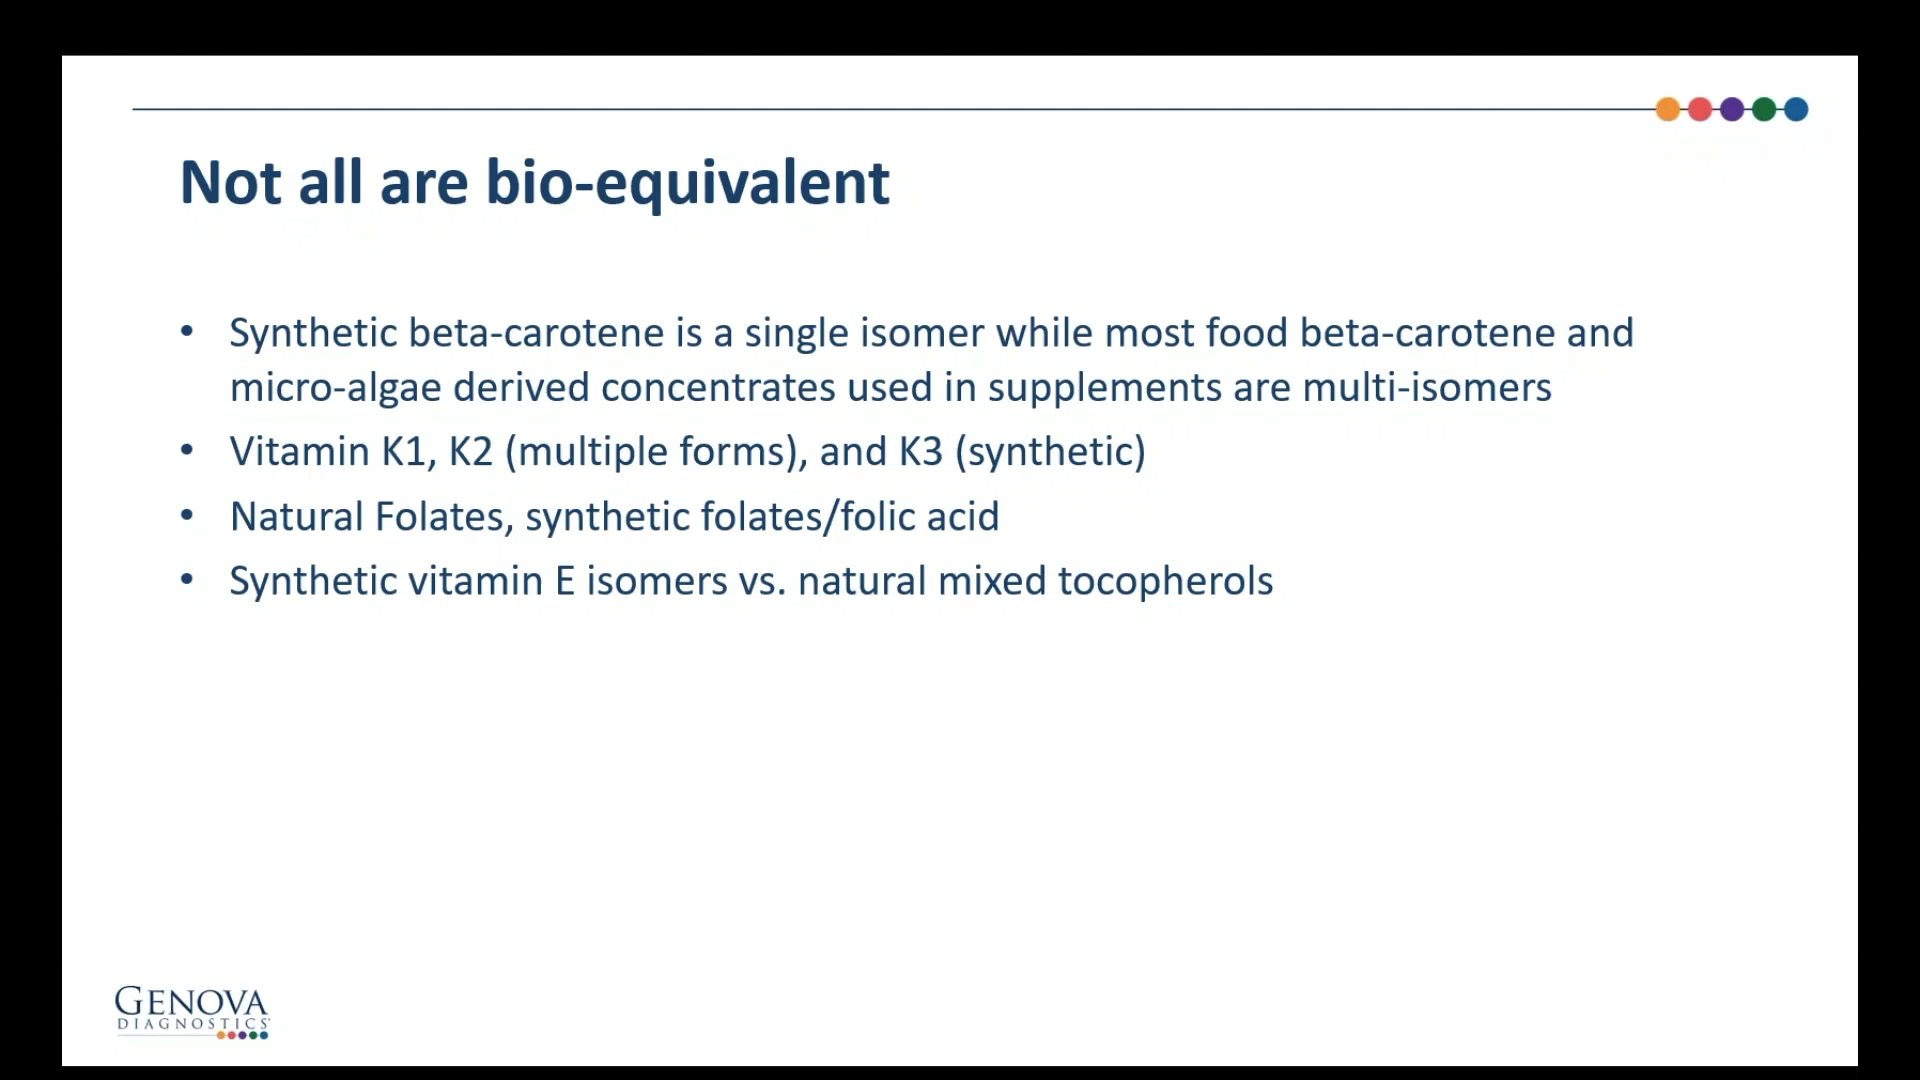 Not all are bio-equivalent
• Synthetic beta-carotene is a single isomer while most food beta-carotene and
micro-algae derived concentrates used in supplements are multi-isomers
• Vitamin K1, K2 (multiple forms), and K3 (synthetic)
• Natural Folates, synthetic folates/folic acid
• Synthetic vitamin E isomers vs. natural mixed tocopherols
GENOVA
DIAGNOSTICS